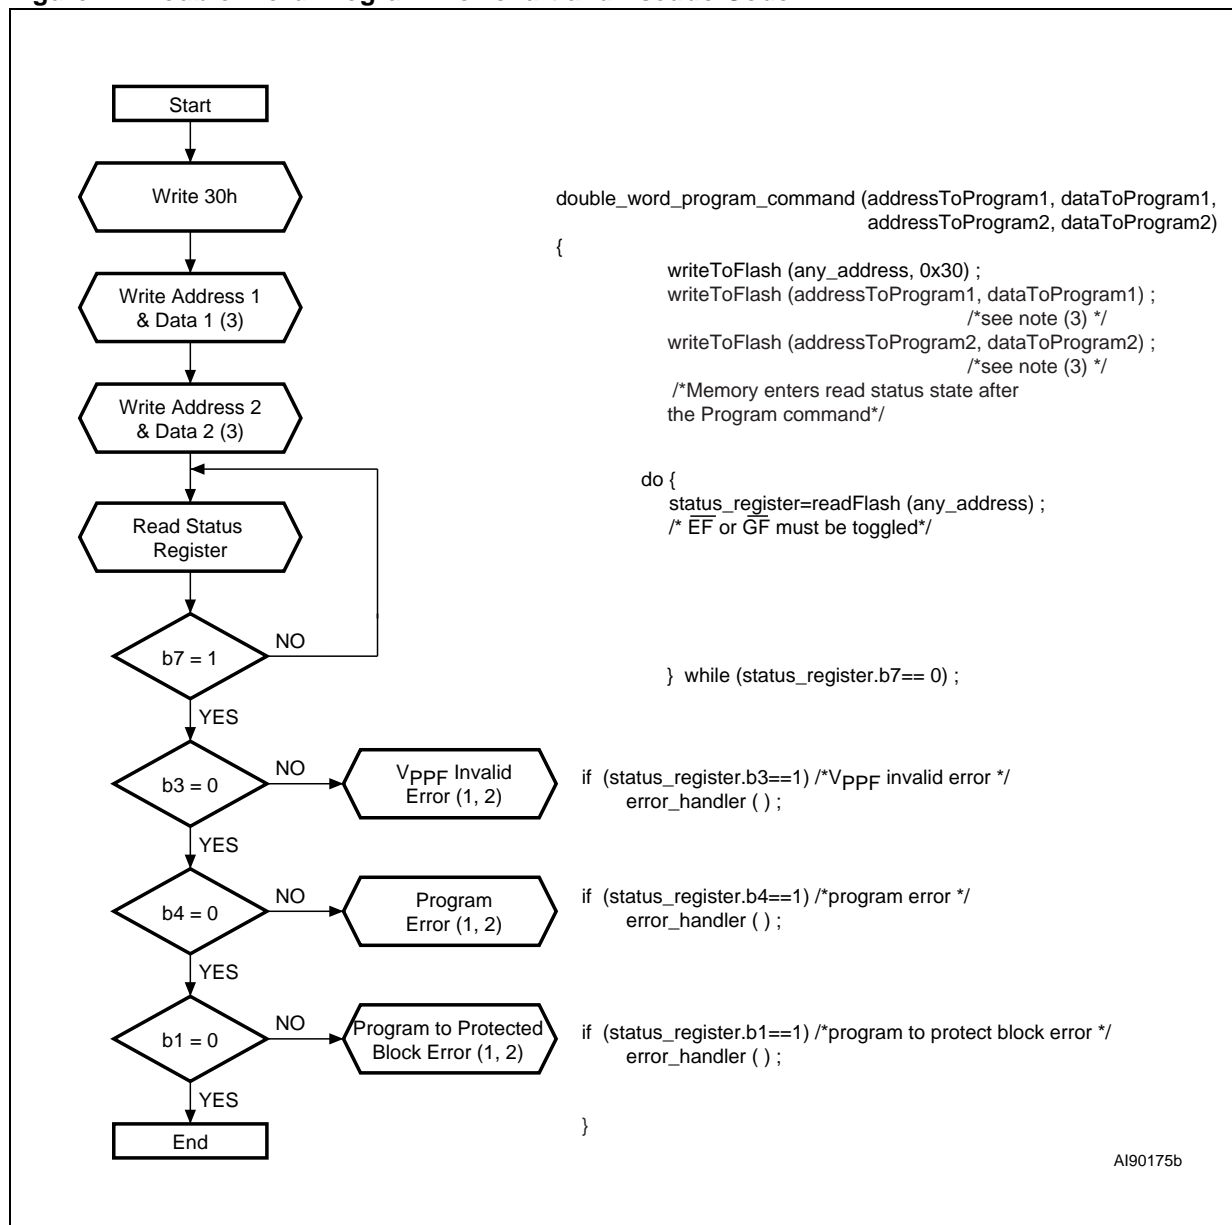 Start
Write 30h
Write Address 1
& Data 1 (3)
Write Address 2
& Data 2 (3)
Read Status
Register
b7 = 1
NO
YES
b3 = 0
NO
VPPF Invalid
Error (1, 2)
YES
b4 = 0
NO
Program
Error (1, 2)
YES
b1 = 0
NO
Program to Protected
Block Error (1, 2)
YES
End
double_word_program_command (addressToProgram1, dataToProgram1,
addressToProgram2, dataToProgram2)
{
writeToFlash (any_address, 0x30) ;
writeToFlash (addressToProgram1, dataToProgram1) ;
/*see note (3) */
writeToFlash (addressToProgram2, dataToProgram2) ;
/*see note (3) */
/*Memory enters read status state after
the Program command*/
do {
status_register=readFlash (any_address) ;
/* EF or GF must be toggled*/
} while (status_register.b7== 0) ;
if (status_register.b3==1) /*VPPF invalid error */
error_handler ( ) ;
if (status_register.b4==1) /*program error */
error_handler ( ) ;
if (status_register.b1==1) /*program to protect block error */
error_handler ( ) ;
}
AI90175b